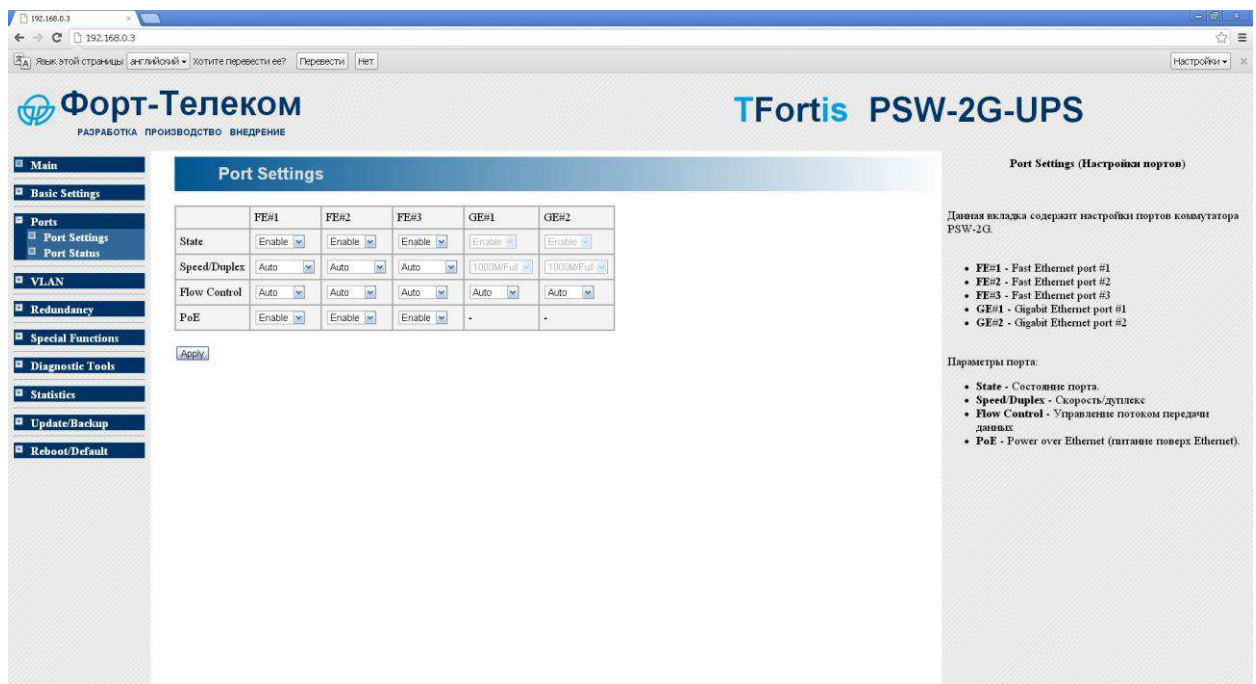 192.168.0.3
192.168.0.3
Язык этой страницы английский Хотите перевести ее? Перевести Нет Настройки
Форт-Телеком
РАЗРАБОТКА ПРОИЗВОДСТВО ВНЕДРЕНИЕ
TFortis PSW-2G-UPS
Main
Basic Settings
Ports
Port Settings
Port Status
VLAN
Redundancy
Special Functions
Diagnostic Tools
Statistics
Update/Backup
Reboot/Default
Port Settings
FE#1 FE#2 FE#3 GE#1 GE#2
State Enable Enable Enable Enable Enable
Speed/Duplex Auto Auto Auto 1000M/Full 1000M/Full
Flow Control Auto Auto Auto Auto Auto
PoE Enable Enable Enable - -
Apply
Port Settings (Настройки портов)
Данная вкладка содержит настройки портов коммутатора
PSW-2G.
FE#1 - Fast Ethernet port #1
FE#2 - Fast Ethernet port #2
FE#3 - Fast Ethernet port #3
GE#1 - Gigabit Ethernet port #1
GE#2 - Gigabit Ethernet port #2
Параметры порта:
State - Состояние порта.
Speed/Duplex - Скорость/дуплекс
Flow Control - Управление потоком передачи
данных
PoE - Power over Ethernet (питание поверх Ethernet).